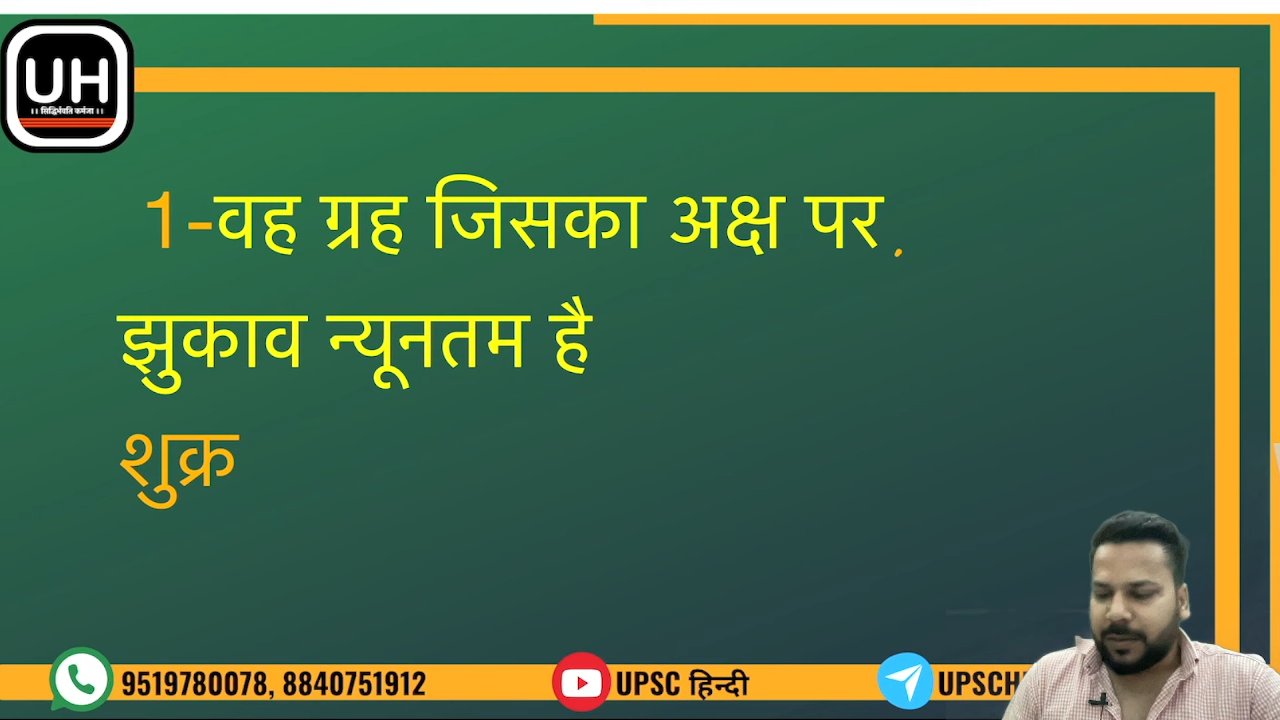 UH
।। सिद्धिर्भवति कर्मजा ।।
1-वह ग्रह जिसका अक्ष पर
झुकाव न्यूनतम है
शुक्र
9519780078, 8840751912
UPSC हिन्दी
UPSCH